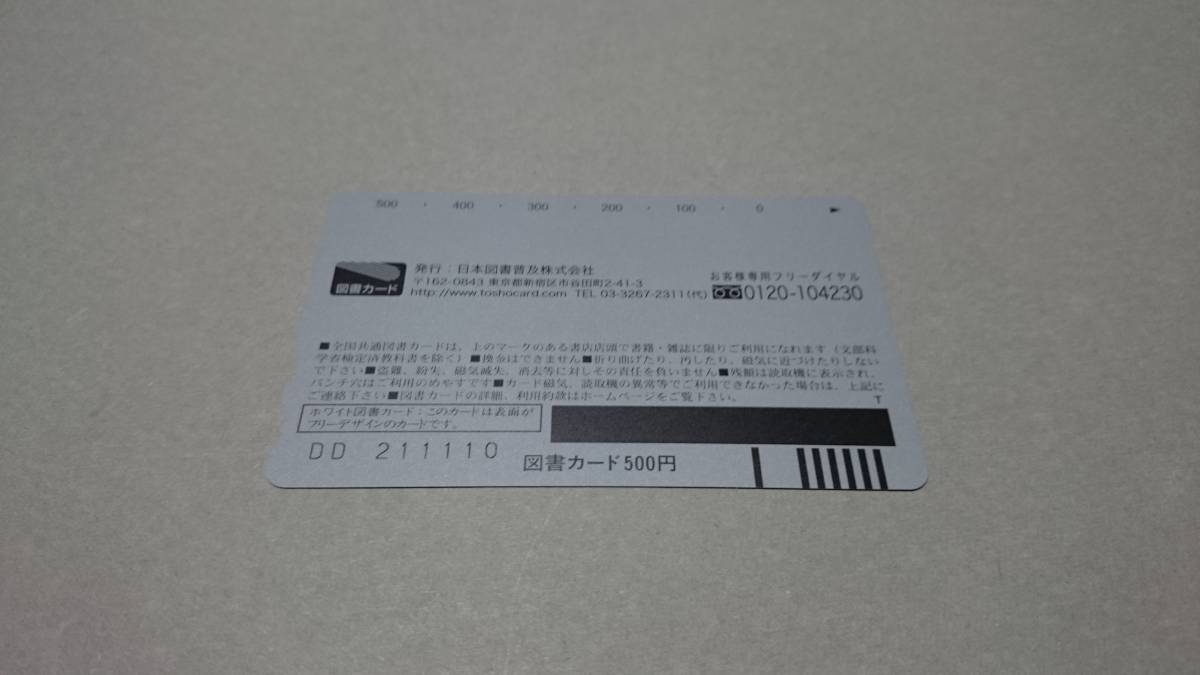 500 ・ 400 ・ 300 ・ 200 ・ 100 ・ 0 ▶
図書カード
発行：日本図書普及株式会社
〒162-0843 東京都新宿区市谷田町2-41-3
http://www.toshocard.com TEL 03-3267-2311(代)
お客様専用フリーダイヤル
0120-104230
■全国共通図書カードは、上のマークのある書店店頭で書籍・雑誌に限りご利用になれます（文部科
学省検定済教科書を除く）■換金はできません■折り曲げたり、汚したり、磁気に近づけたりしない
で下さい■盗難、紛失、磁気滅失、消去等に対しその責任を負いません■残額は読取機に表示され、
パンチ穴はご利用のめやすです■カード磁気、読取機の異常等でご利用できなかった場合は、上記に
ご連絡下さい■図書カードの詳細、利用約款はホームページをご覧下さい。
T
ホワイト図書カード：このカードは表面が
フリーデザインのカードです。
DD 211110
図書カード500円